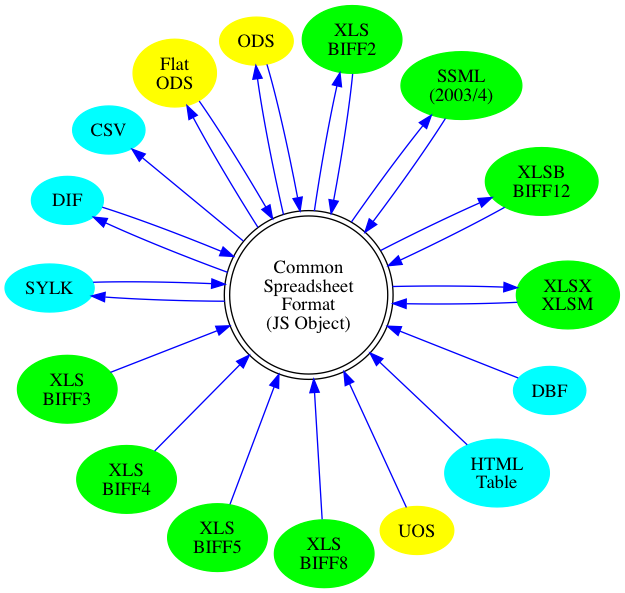 ODS
XLS
BIFF2
Flat
ODS
SSML
(2003/4)
CSV
XLSB
BIFF12
DIF
Common
Spreadsheet
Format
(JS Object)
SYLK
XLSX
XLSM
XLS
BIFF3
DBF
XLS
BIFF4
HTML
Table
XLS
BIFF5
XLS
BIFF8
UOS